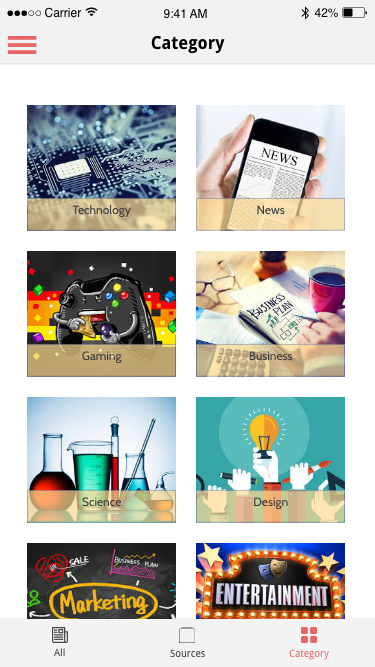 Carrier
9:41 AM
42%
Category
NEWS
Technology
News
BUSINESS
PLAN
Gaming
Business
Science
Design
SALE
BUSINESS PLAN
Marketing
ENTERTAINMENT
All
Sources
Category